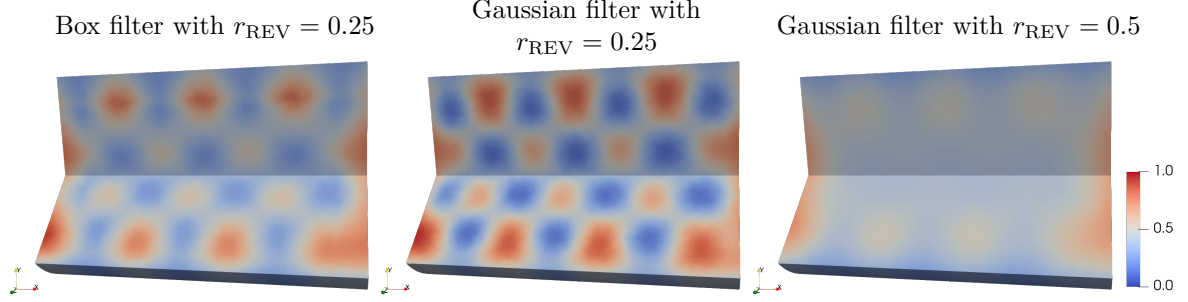 Box filter with r_REV = 0.25
Gaussian filter with
r_REV = 0.25
Gaussian filter with r_REV = 0.5
1.0
0.5
0.0
Y
Z X
Y
Z X
Y
Z X